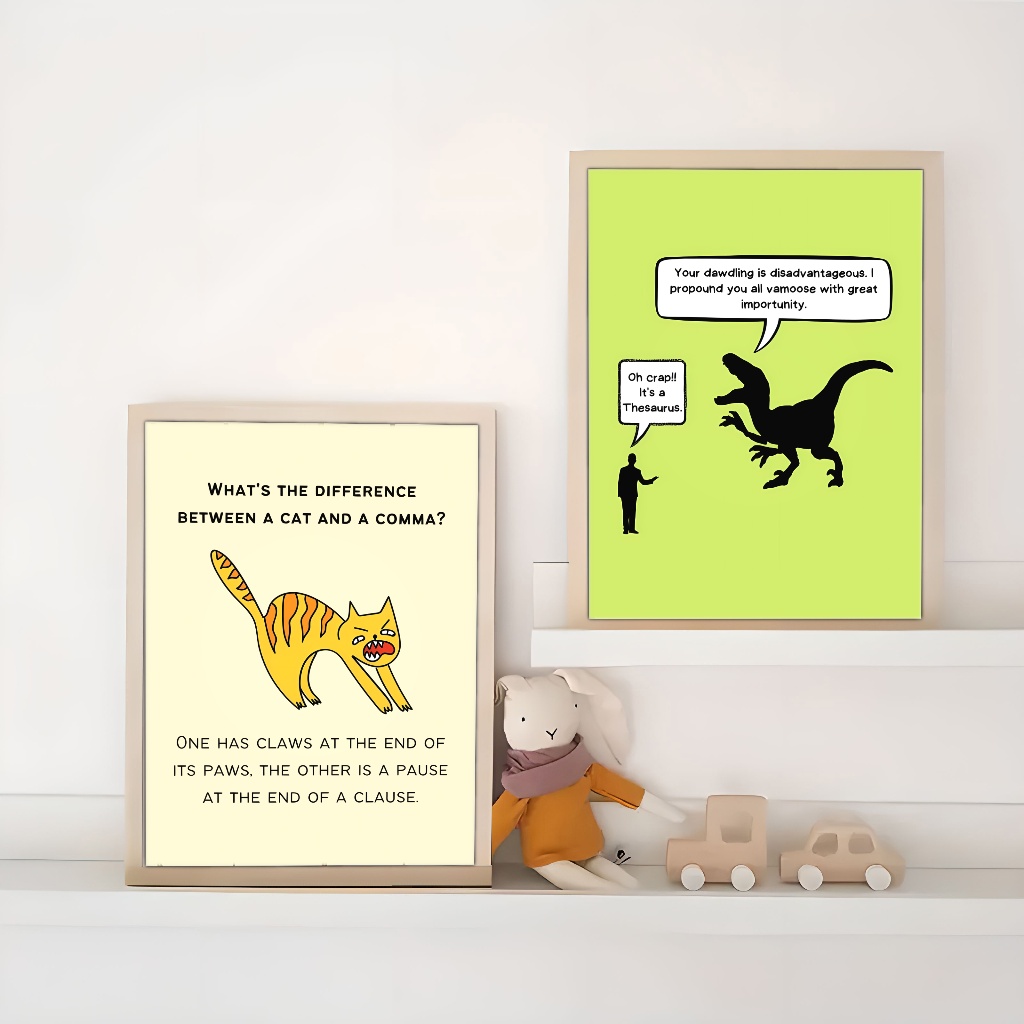 WHAT'S THE DIFFERENCE
BETWEEN A CAT AND A COMMA?
ONE HAS CLAWS AT THE END OF
ITS PAWS, THE OTHER IS A PAUSE
AT THE END OF A CLAUSE.
Your dawdling is disadvantageous. I
propound you all vamoose with great
importunity.
Oh crap!!
It's a
Thesaurus.